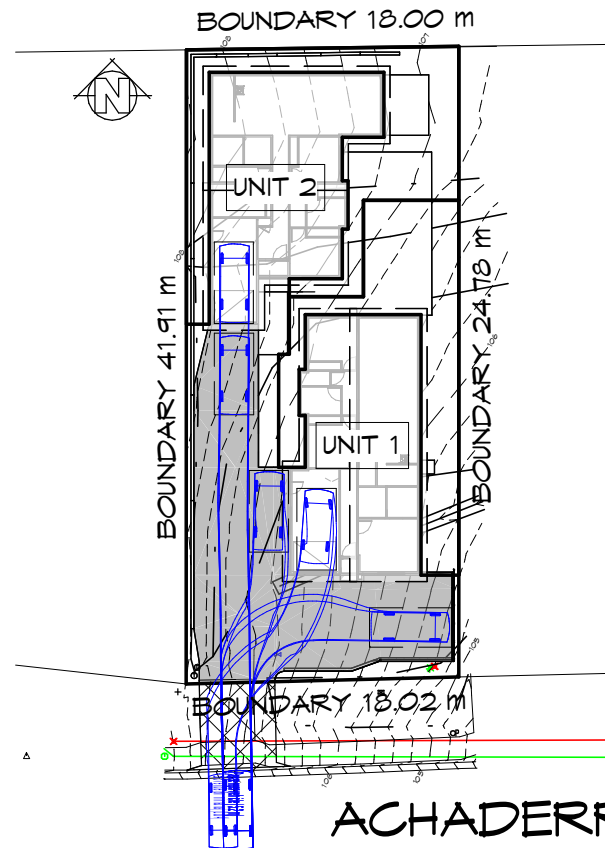 BOUNDARY 18.00 m
N
UNIT 2
BOUNDARY 41.91 m
BOUNDARY 24.78 m
UNIT 1
BOUNDARY 18.02 m
ACHADERR